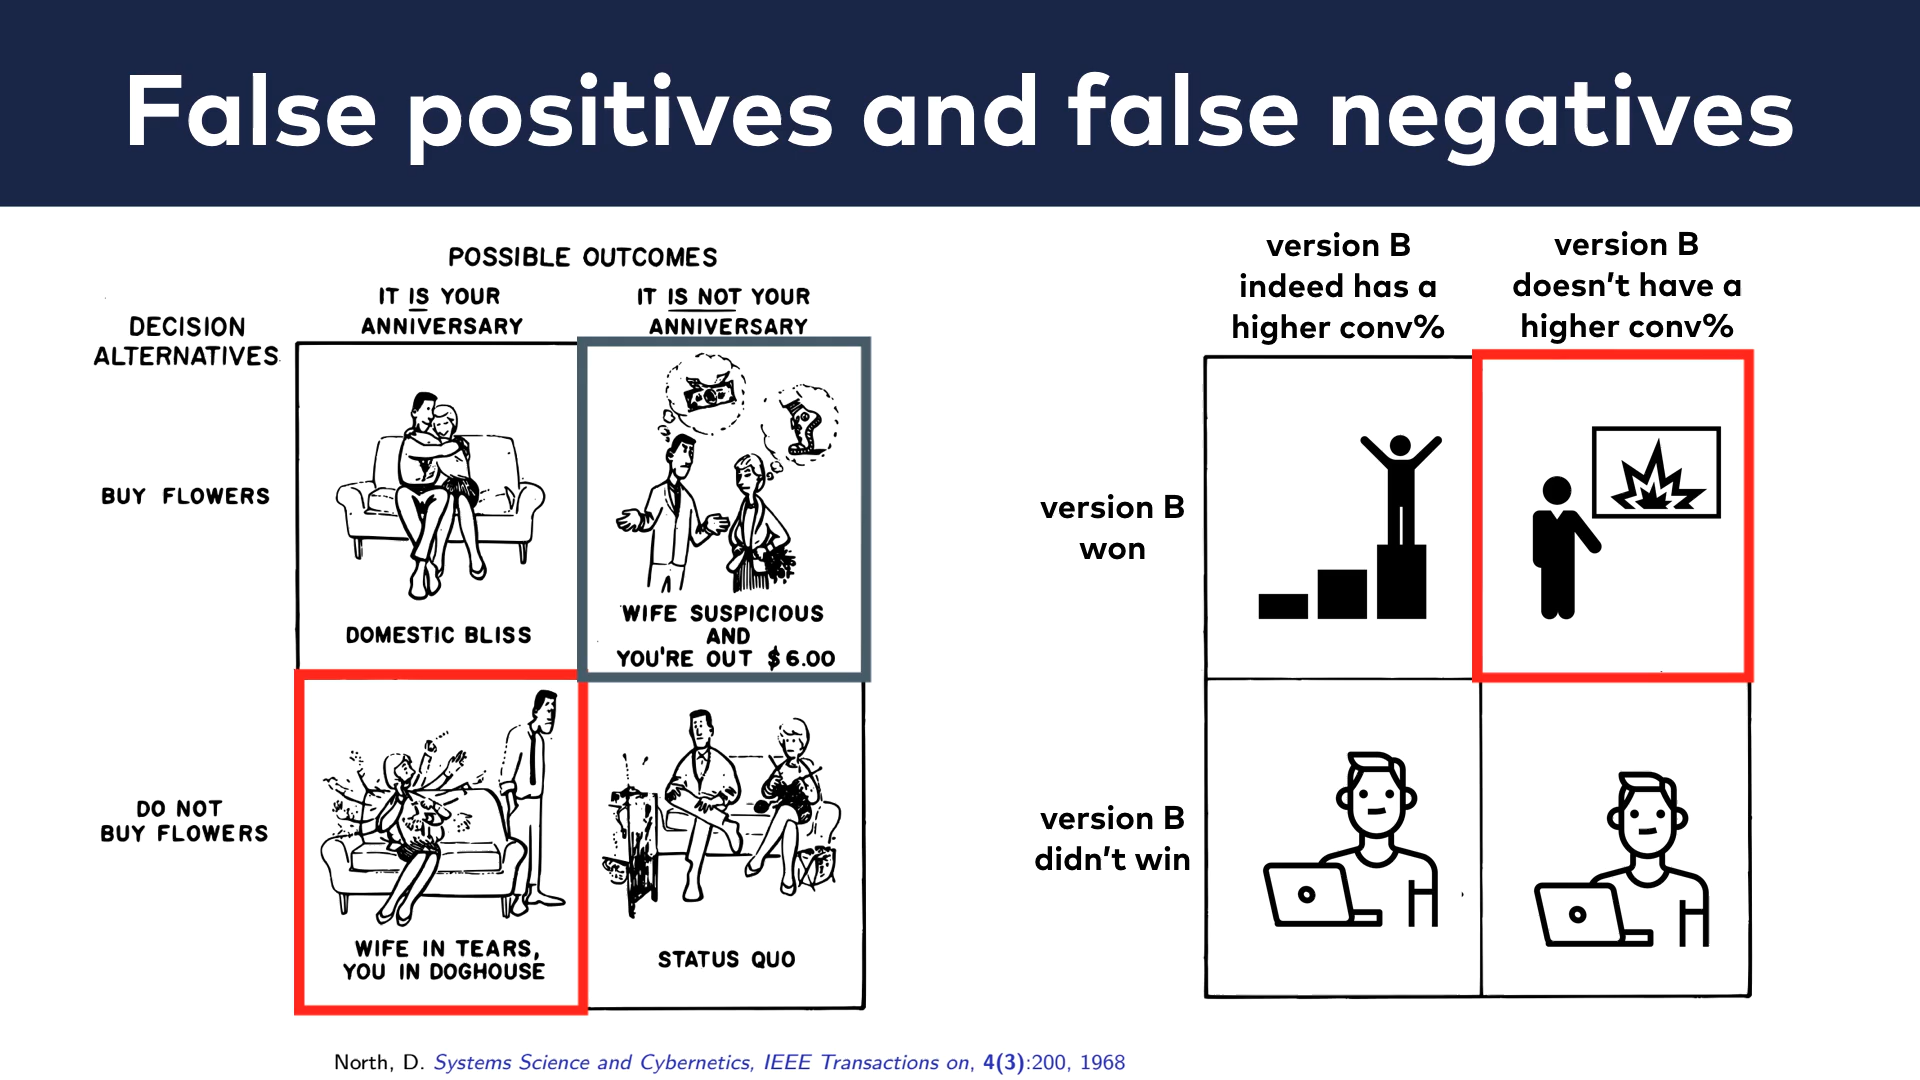 False positives and false negatives
POSSIBLE OUTCOMES
IT IS YOUR
ANNIVERSARY
IT IS NOT YOUR
ANNIVERSARY
DECISION
ALTERNATIVES
BUY FLOWERS
DOMESTIC BLISS
WIFE SUSPICIOUS
AND
YOU'RE OUT $6.00
DO NOT
BUY FLOWERS
WIFE IN TEARS,
YOU IN DOGHOUSE
STATUS QUO
version B
indeed has a
higher conv%
version B
doesn't have a
higher conv%
version B
won
version B
didn't win
North, D. Systems Science and Cybernetics, IEEE Transactions on, 4(3):200, 1968